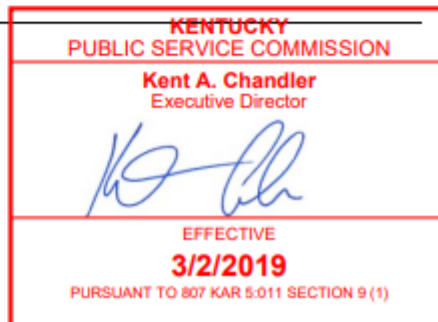 KENTUCKY
PUBLIC SERVICE COMMISSION
Kent A. Chandler
Executive Director
EFFECTIVE
3/2/2019
PURSUANT TO 807 KAR 5:011 SECTION 9 (1)